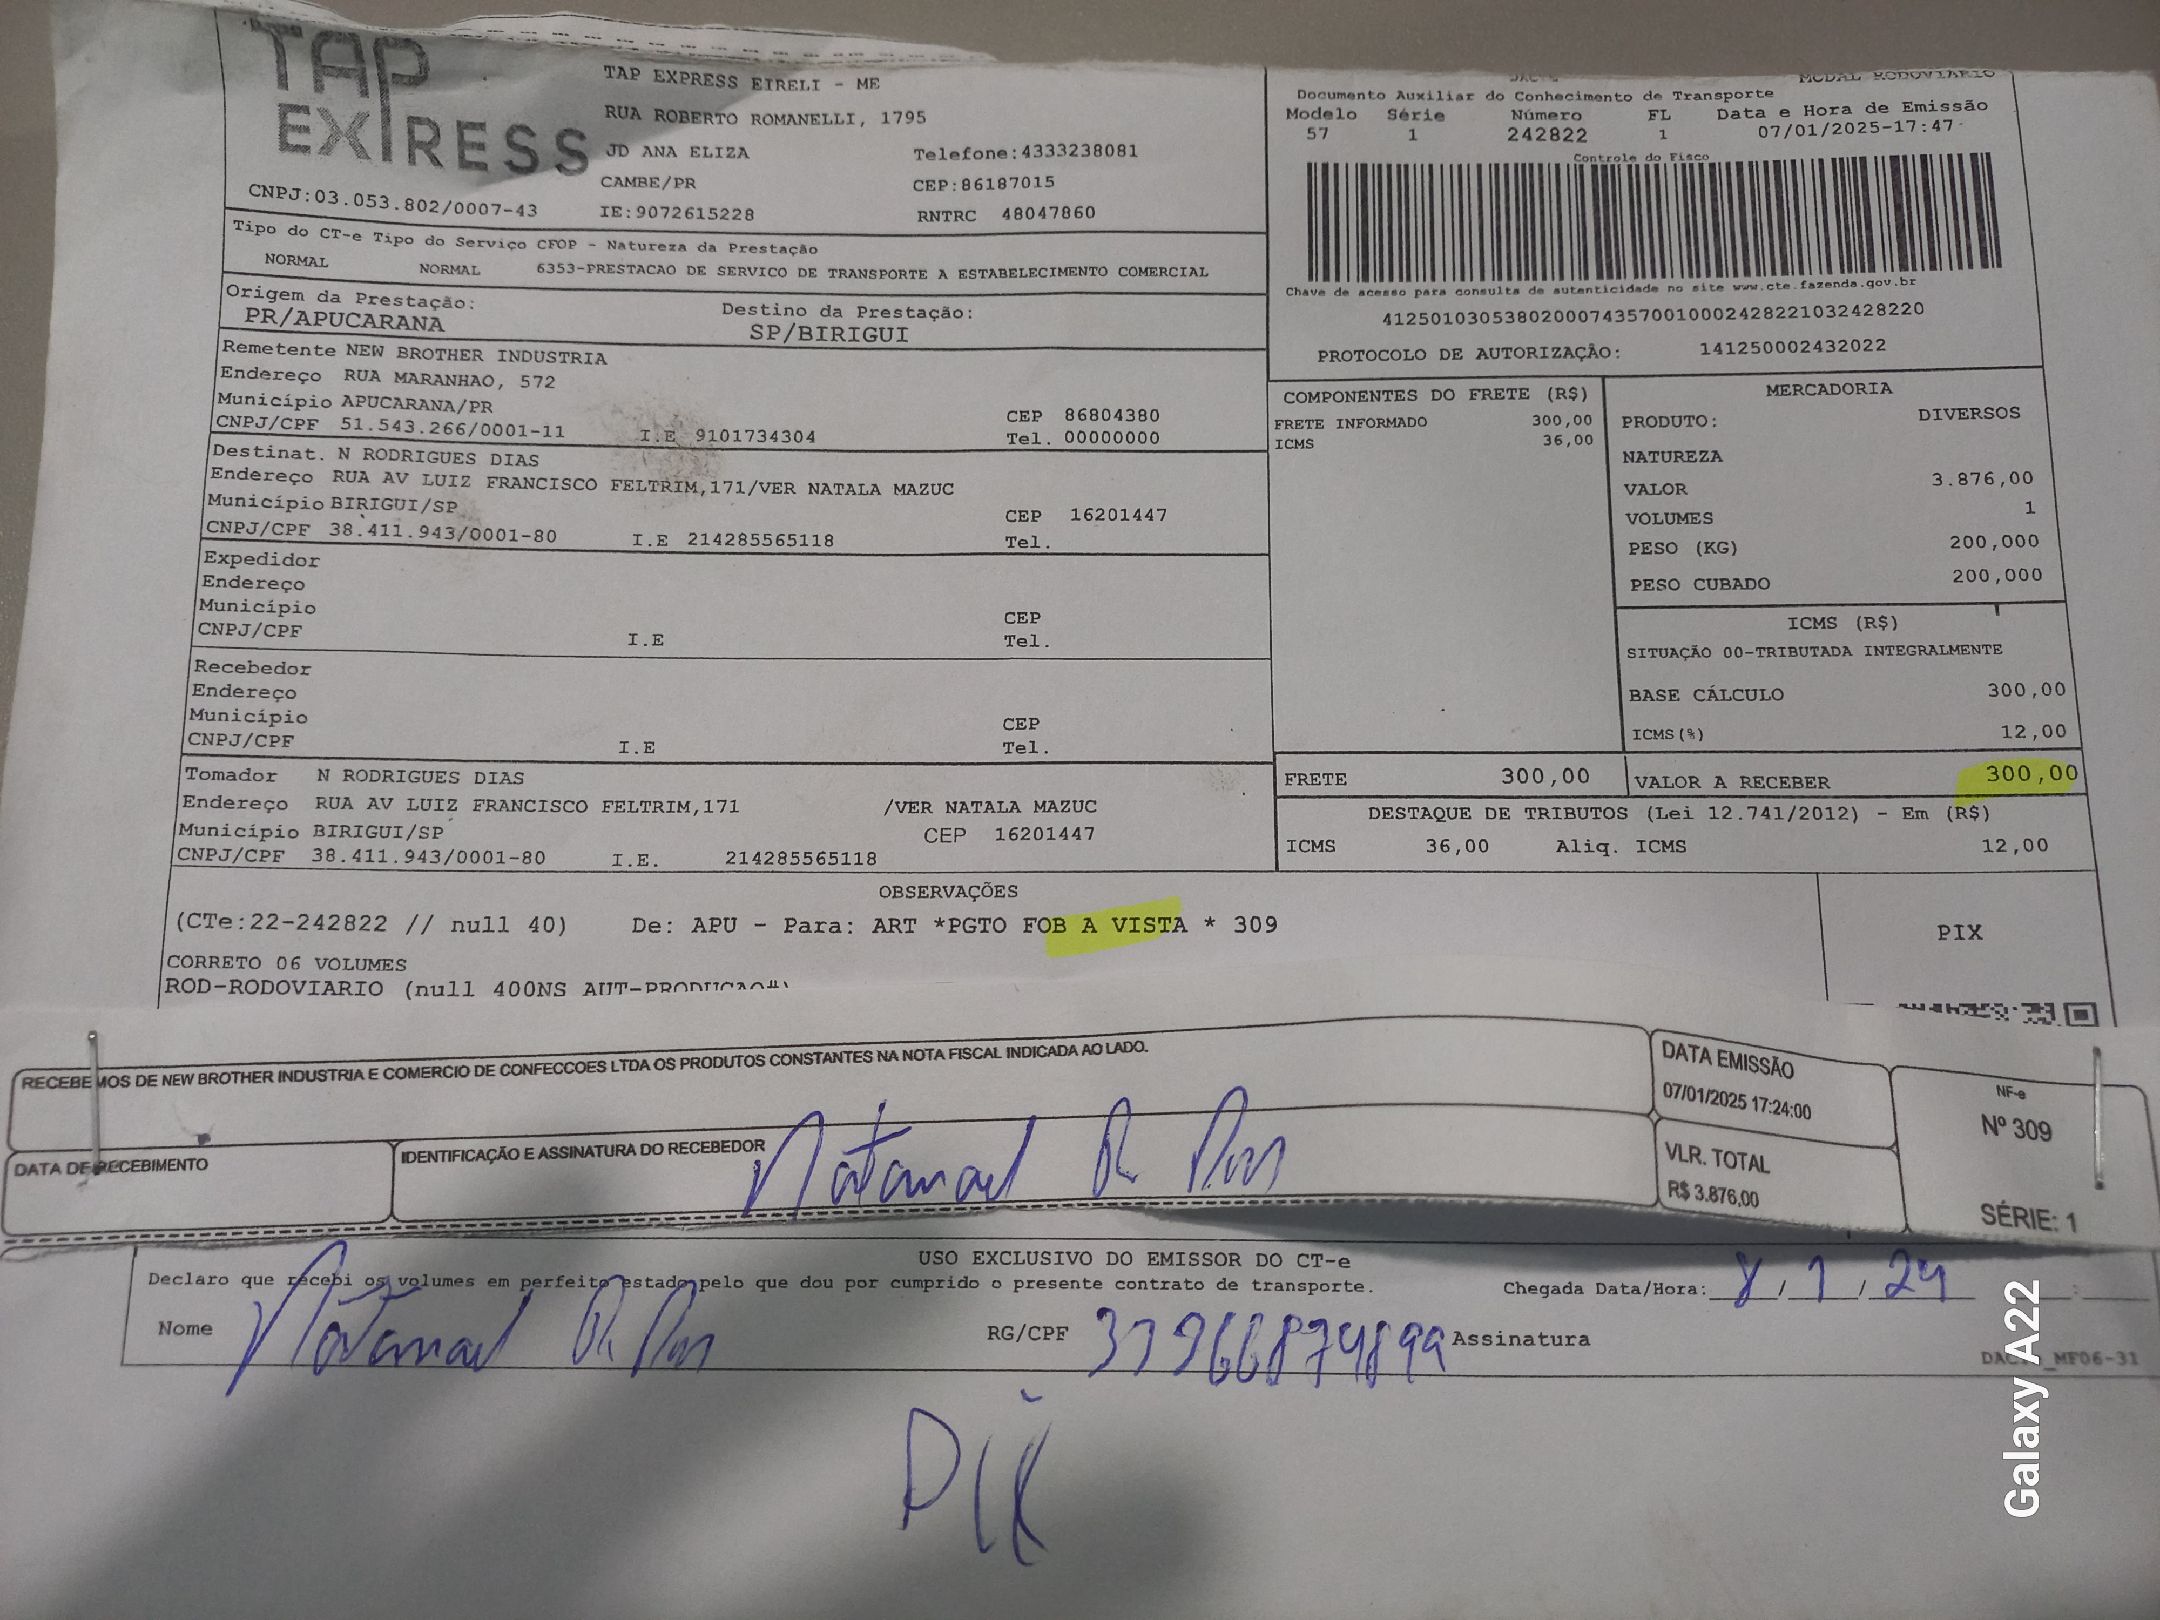 TAP
EXPRESS
CNPJ:03.053.802/0007-43
TAP EXPRESS EIRELI - ME
RUA ROBERTO ROMANELLI, 1795
JD ANA ELIZA Telefone:4333238081
CAMBE/PR CEP:86187015
IE:9072615228 RNTRC 48047860
MODAL RODOVIARIO
Documento Auxiliar do Conhecimento de Transporte
Modelo Série Número FL Data e Hora de Emissão
57 1 242822 1 07/01/2025-17:47
Controle do Fisco
Chave de acesso para consulta de autenticidade no site www.cte.fazenda.gov.br
41250103053802000743570010002428221032428220
PROTOCOLO DE AUTORIZAÇÃO: 141250002432022
Tipo do CT-e Tipo do Serviço CFOP - Natureza da Prestação
NORMAL NORMAL 6353-PRESTACAO DE SERVICO DE TRANSPORTE A ESTABELECIMENTO COMERCIAL
Origem da Prestação: Destino da Prestação:
PR/APUCARANA SP/BIRIGUI
Remetente NEW BROTHER INDUSTRIA
Endereço RUA MARANHAO, 572
Município APUCARANA/PR CEP 86804380
CNPJ/CPF 51.543.266/0001-11 I.E 9101734304 Tel. 00000000
Destinat. N RODRIGUES DIAS
Endereço RUA AV LUIZ FRANCISCO FELTRIM,171/VER NATALA MAZUC
Município BIRIGUI/SP CEP 16201447
CNPJ/CPF 38.411.943/0001-80 I.E 214285565118 Tel.
Expedidor
Endereço
Município CEP
CNPJ/CPF I.E Tel.
Recebedor
Endereço
Município CEP
CNPJ/CPF I.E Tel.
Tomador N RODRIGUES DIAS
Endereço RUA AV LUIZ FRANCISCO FELTRIM,171 /VER NATALA MAZUC
Município BIRIGUI/SP CEP 16201447
CNPJ/CPF 38.411.943/0001-80 I.E. 214285565118
COMPONENTES DO FRETE (R$)
FRETE INFORMADO 300,00
ICMS 36,00
MERCADORIA
PRODUTO: DIVERSOS
NATUREZA
VALOR 3.876,00
VOLUMES 1
PESO (KG) 200,000
PESO CUBADO 200,000
ICMS (R$)
SITUAÇÃO 00-TRIBUTADA INTEGRALMENTE
BASE CÁLCULO 300,00
ICMS(%) 12,00
FRETE 300,00 VALOR A RECEBER 300,00
DESTAQUE DE TRIBUTOS (Lei 12.741/2012) - Em (R$)
ICMS 36,00 Aliq. ICMS 12,00
OBSERVAÇÕES
(CTe:22-242822 // null 40) De: APU - Para: ART *PGTO FOB A VISTA * 309
CORRETO 06 VOLUMES
PIX
ROD-RODOVIARIO (null 400NS AUT-PRODUCAO#)
RECEBEMOS DE NEW BROTHER INDUSTRIA E COMERCIO DE CONFECCOES LTDA OS PRODUTOS CONSTANTES NA NOTA FISCAL INDICADA AO LADO.
DATA EMISSÃO
07/01/2025 17:24:00
NF-e
Nº 309
SÉRIE: 1
DATA DE RECEBIMENTO
IDENTIFICAÇÃO E ASSINATURA DO RECEBEDOR
Natanael R Dias
VLR. TOTAL
R$ 3.876,00
USO EXCLUSIVO DO EMISSOR DO CT-e
Declaro que recebi os volumes em perfeito estado pelo que dou por cumprido o presente contrato de transporte. Chegada Data/Hora: 8 / 1 / 24 :
Nome Natanael R Dias RG/CPF 31966874899 Assinatura
MF06-31
PIX
Galaxy A22